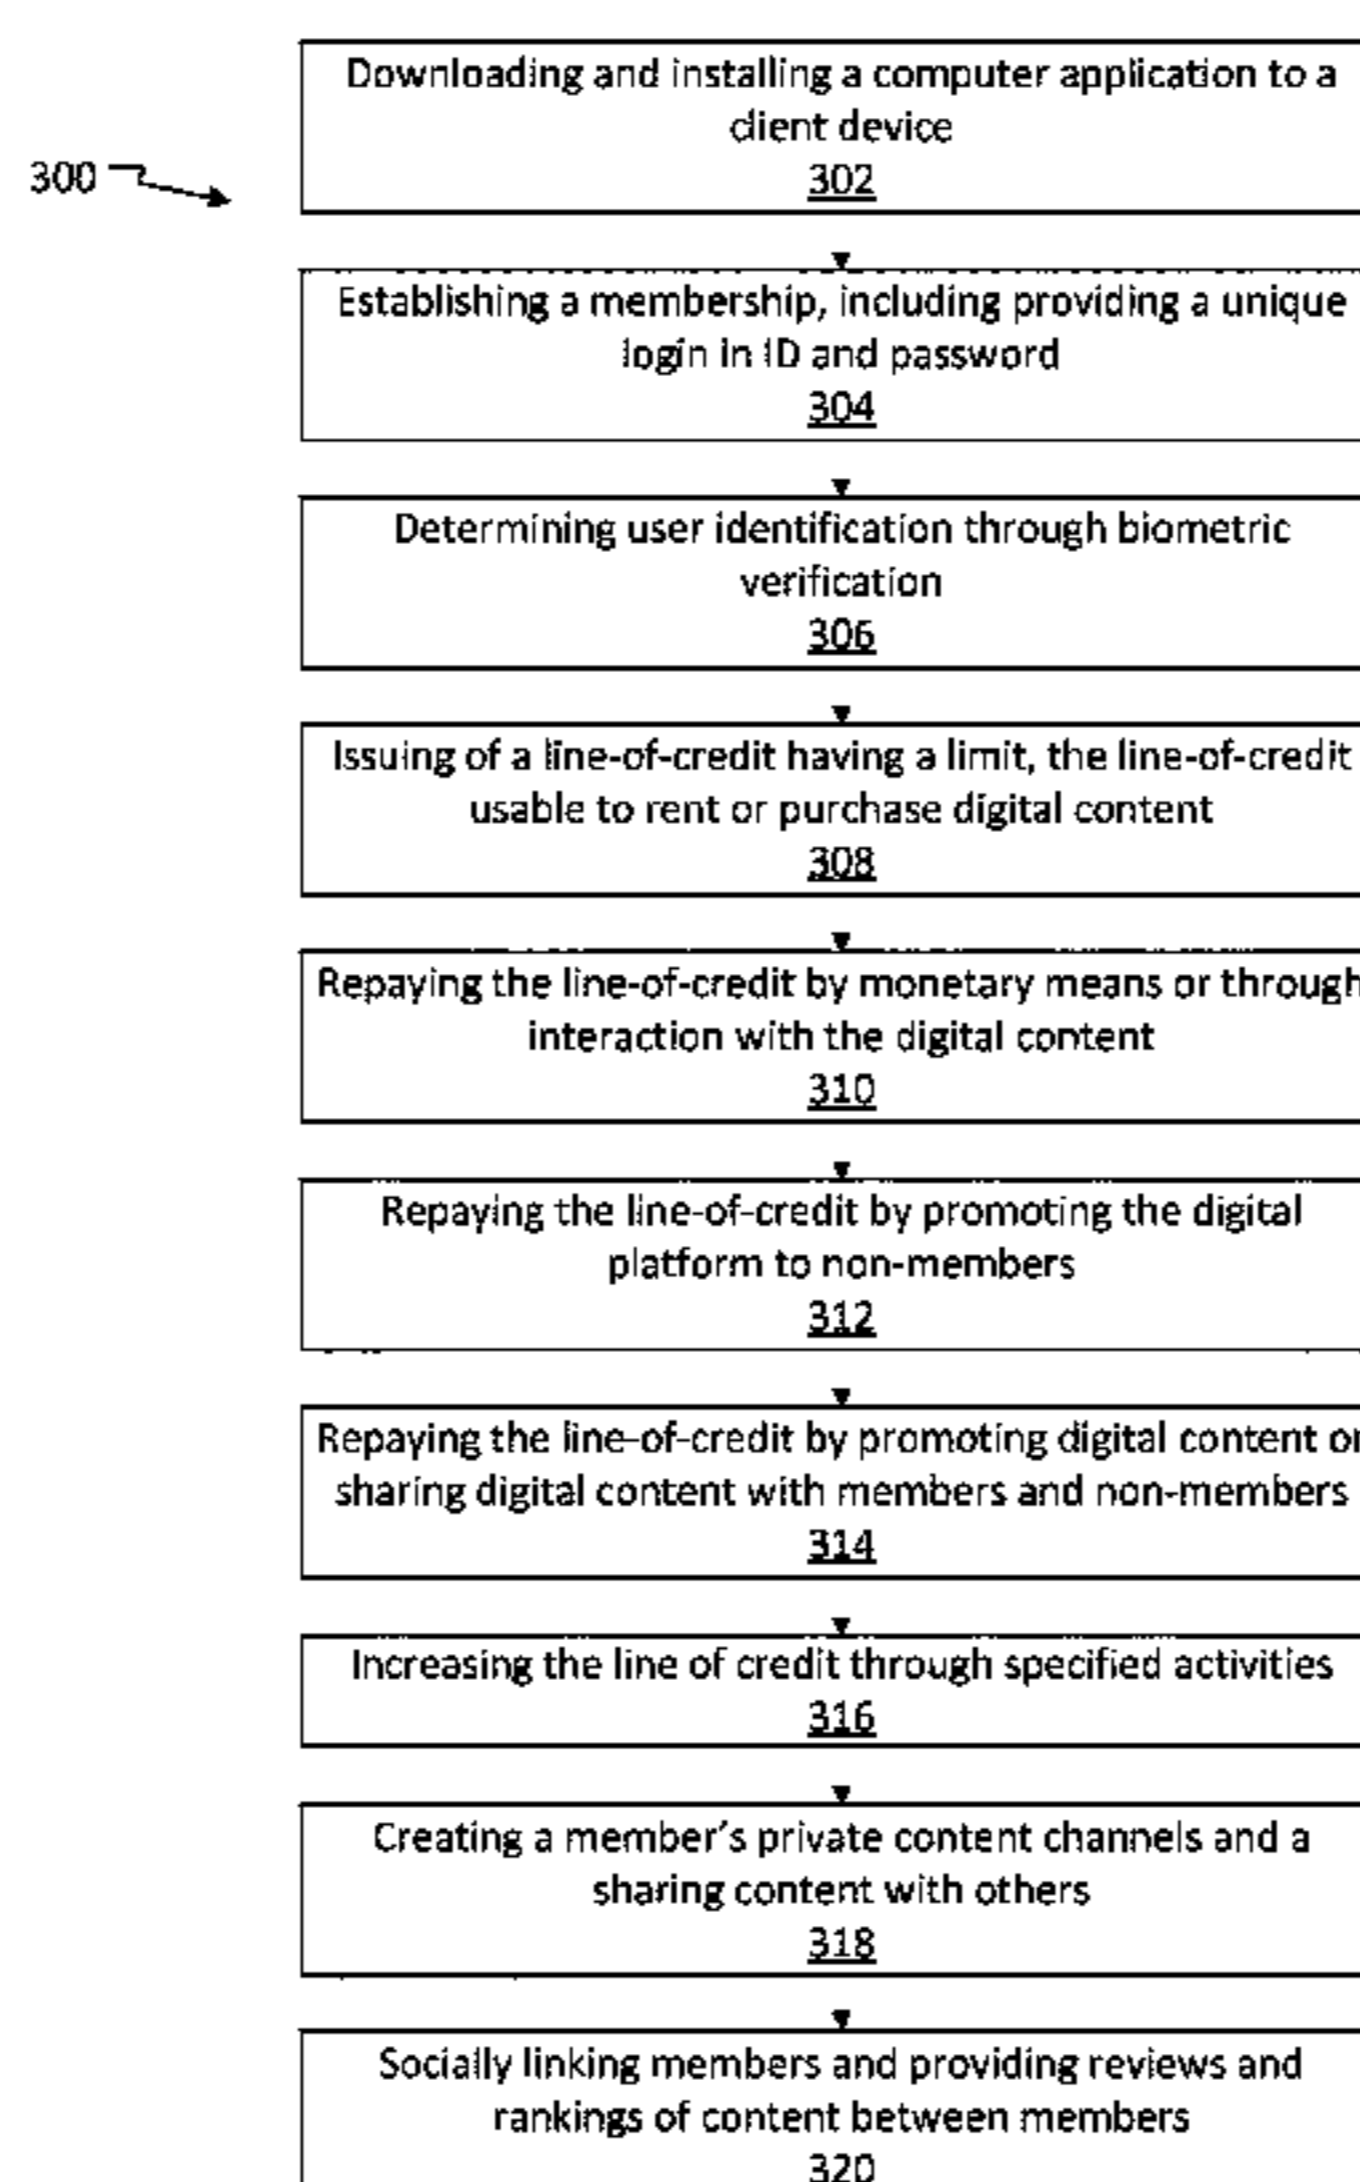 Downloading and installing a computer application to a
client device
302
300
Establishing a membership, including providing a unique
login in ID and password
304
Determining user identification through biometric
verification
306
Issuing of a line-of-credit having a limit, the line-of-credit
usable to rent or purchase digital content
308
Repaying the line-of-credit by monetary means or through
interaction with the digital content
310
Repaying the line-of-credit by promoting the digital
platform to non-members
312
Repaying the line-of-credit by promoting digital content or
sharing digital content with members and non-members
314
Increasing the line of credit through specified activities
316
Creating a member's private content channels and a
sharing content with others
318
Socially linking members and providing reviews and
rankings of content between members
320